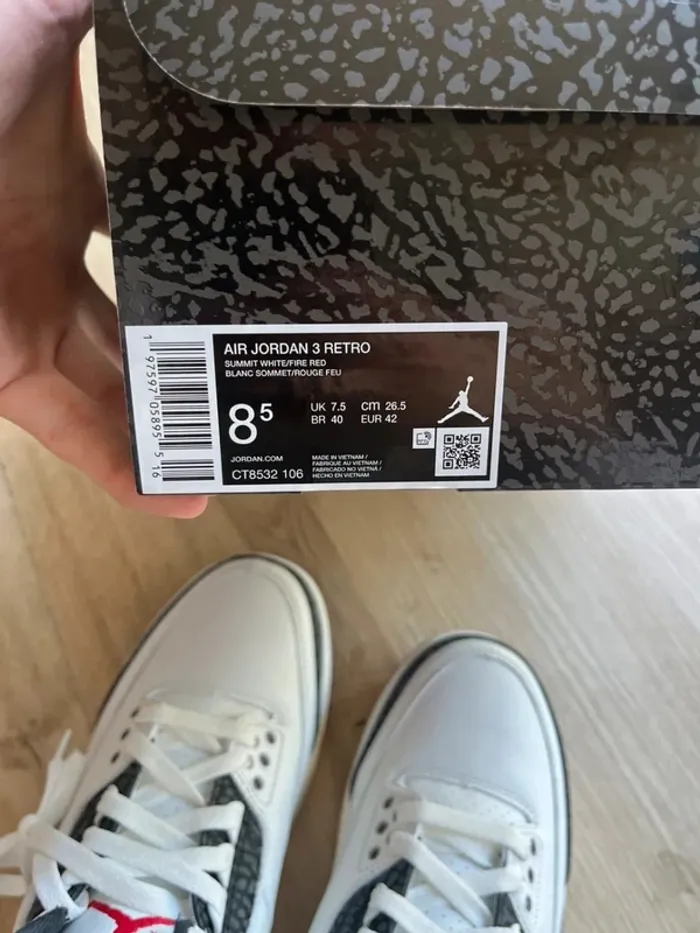 AIR JORDAN 3 RETRO
SUMMIT WHITE/FIRE RED
BLANC SOMMET/ROUGE FEU
8⁵
UK 7.5 cm 26.5
BR 40 EUR 42
JORDAN.COM
CT8532 106
MADE IN VIETNAM /
FABRIQUE AU VIETNAM /
FABRICADO NO VIETNÃ /
HECHO EN VIETNAM
1 97597 05895 5 16